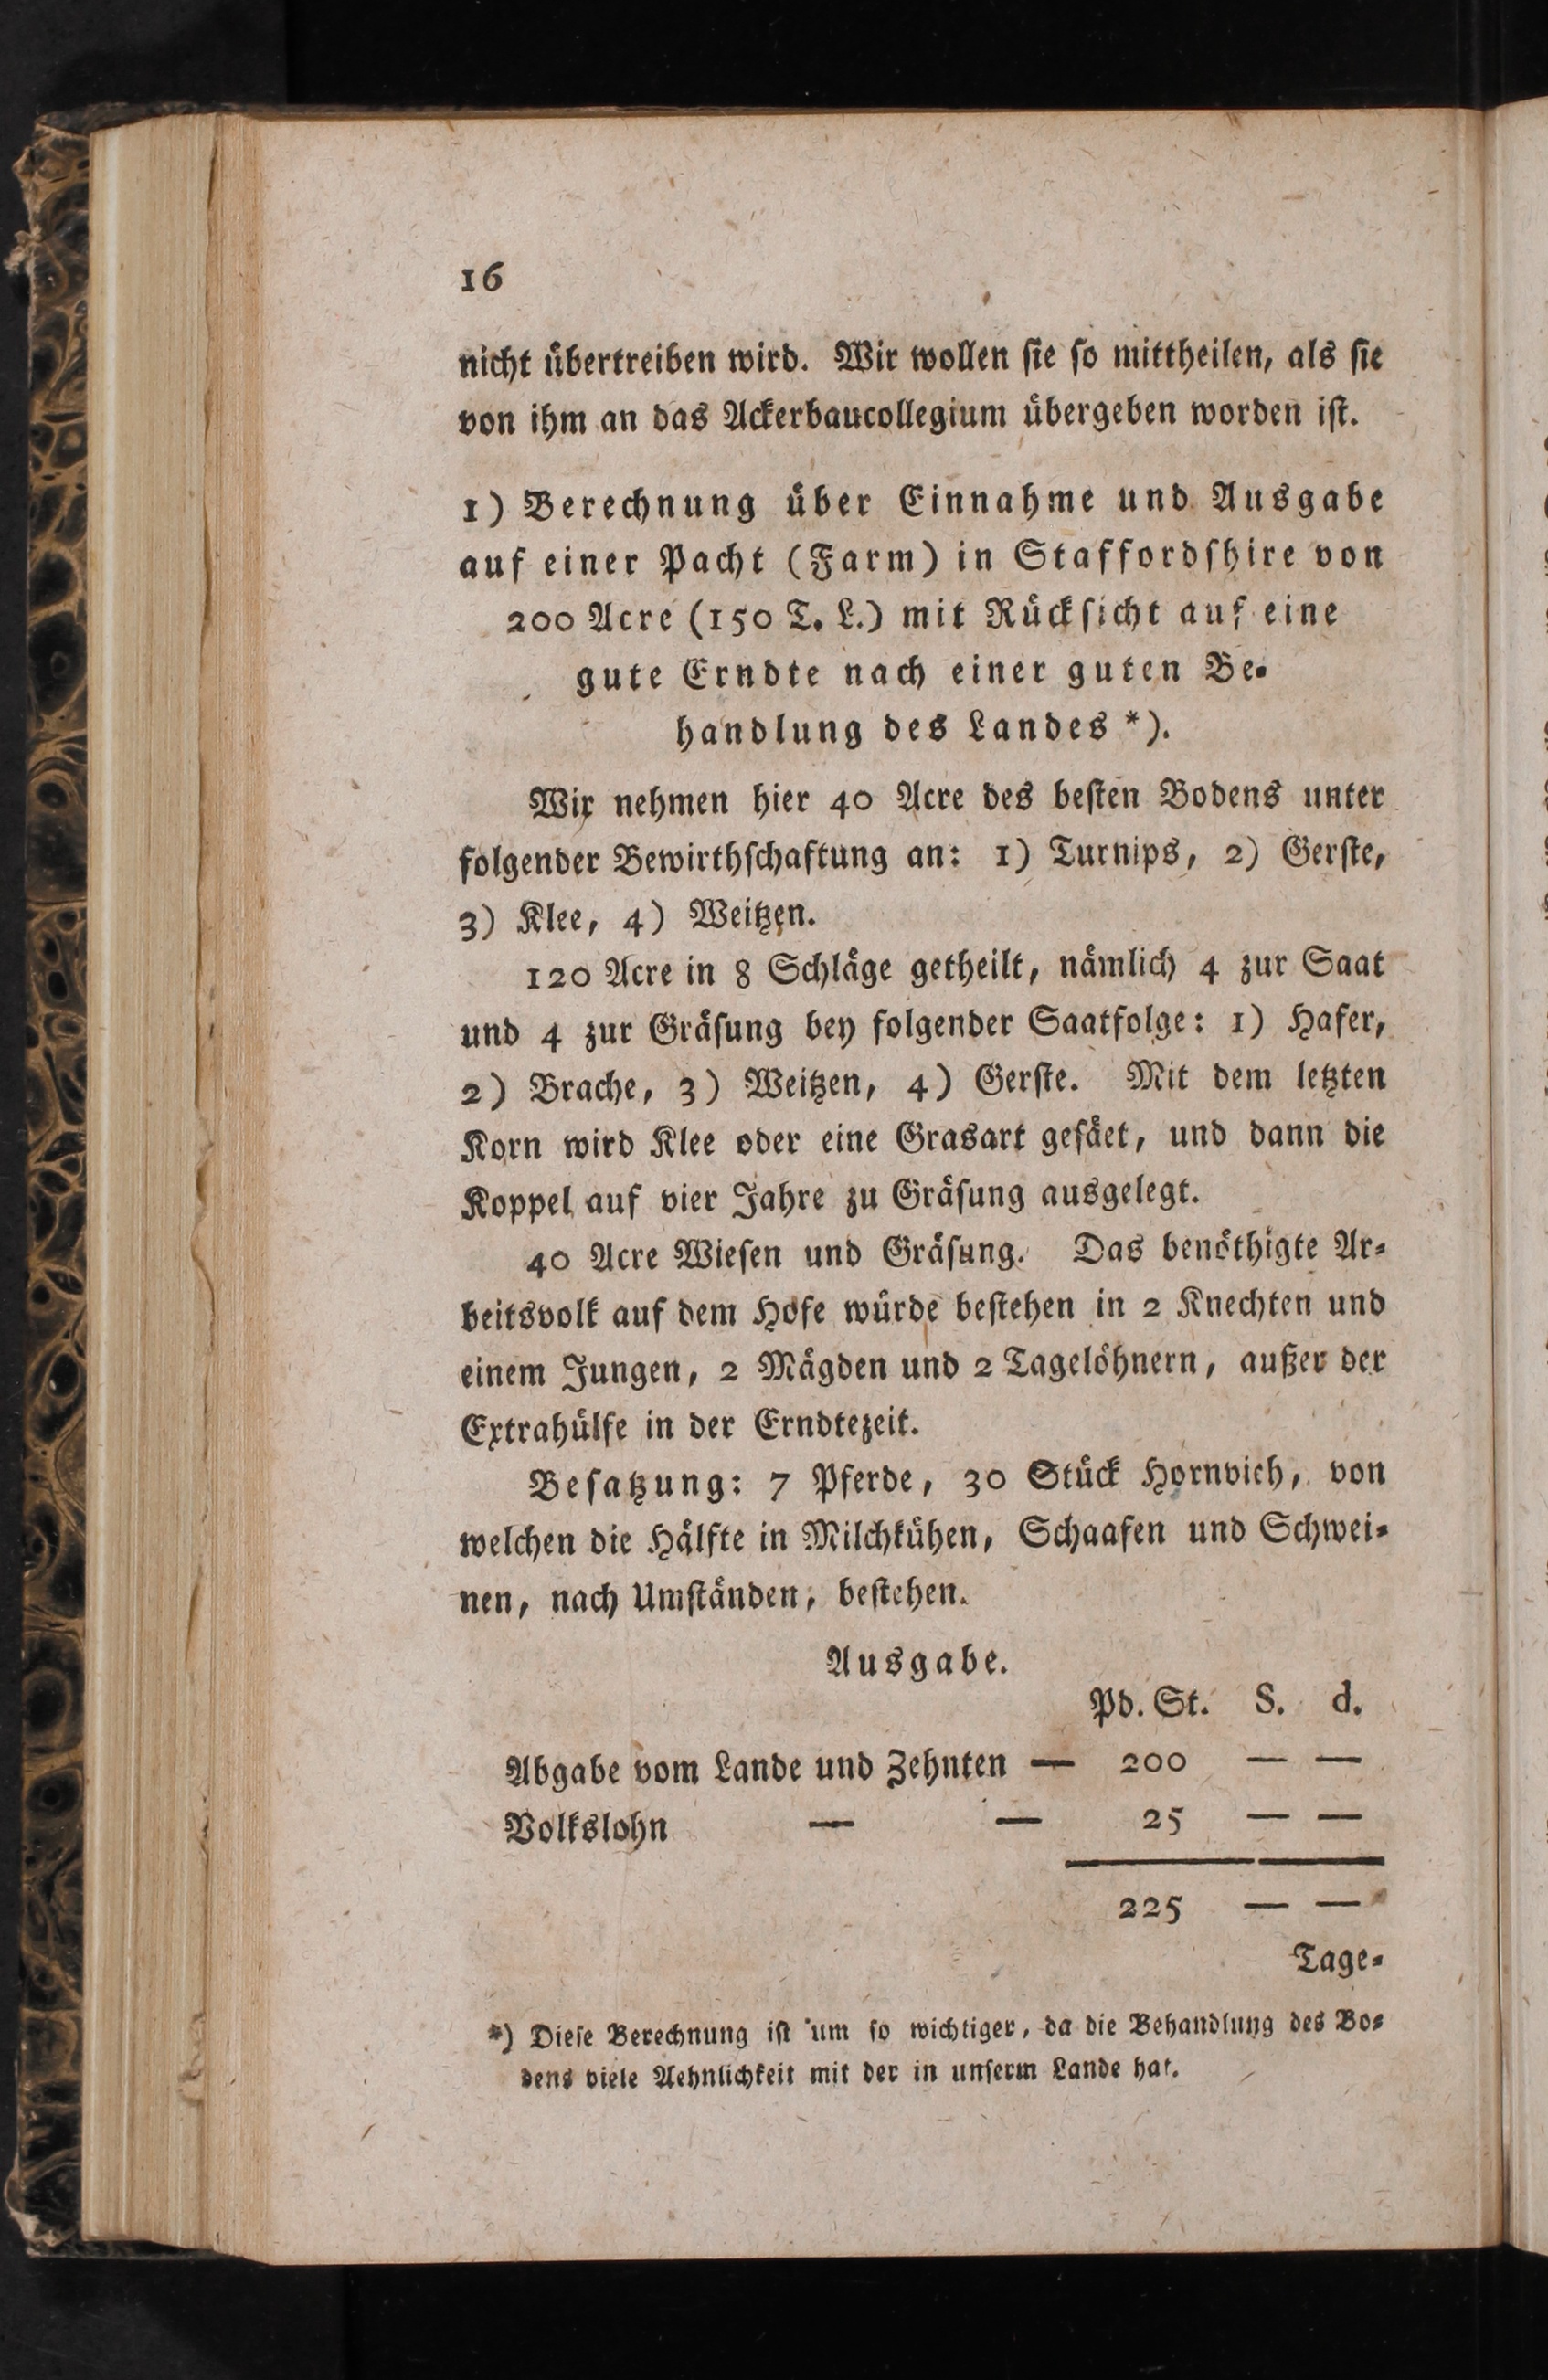 16
nicht übertreiben wird. Wir wollen sie so mittheilen, als sie
von ihm an das Ackerbaucollegium übergeben worden ist.
1) Berechnung über Einnahme und Ausgabe
auf einer Pacht (Farm) in Staffordshire von
200 Acre (150 T. L.) mit Rücksicht auf eine
gute Erndte nach einer guten Be-
handlung des Landes *).
Wir nehmen hier 40 Acre des besten Bodens unter
folgender Bewirthschaftung an: 1) Turnips, 2) Gerste,
3) Klee, 4) Weitzen.
120 Acre in 8 Schläge getheilt, nämlich 4 zur Saat
und 4 zur Gräsung bey folgender Saatfolge: 1) Hafer,
2) Brache, 3) Weitzen, 4) Gerste. Mit dem letzten
Korn wird Klee oder eine Grasart gesäet, und dann die
Koppel auf vier Jahre zu Gräsung ausgelegt.
40 Acre Wiesen und Gräsung. Das benöthigte Ar-
beitsvolk auf dem Hofe würde bestehen in 2 Knechten und
einem Jungen, 2 Mägden und 2 Tagelöhnern, außer der
Extrahülfe in der Erndtezeit.
Besatzung: 7 Pferde, 30 Stück Hornvieh, von
welchen die Hälfte in Milchkühen, Schaafen und Schwei-
nen, nach Umständen, bestehen.
Ausgabe.
Pd. St. S. d.
Abgabe vom Lande und Zehnten — 200 — —
Volkslohn — — 25 — —
225 — —
Tage-
*) Diese Berechnung ist um so wichtiger, da die Behandlung des Bo-
dens viele Aehnlichkeit mit der in unserm Lande hat.